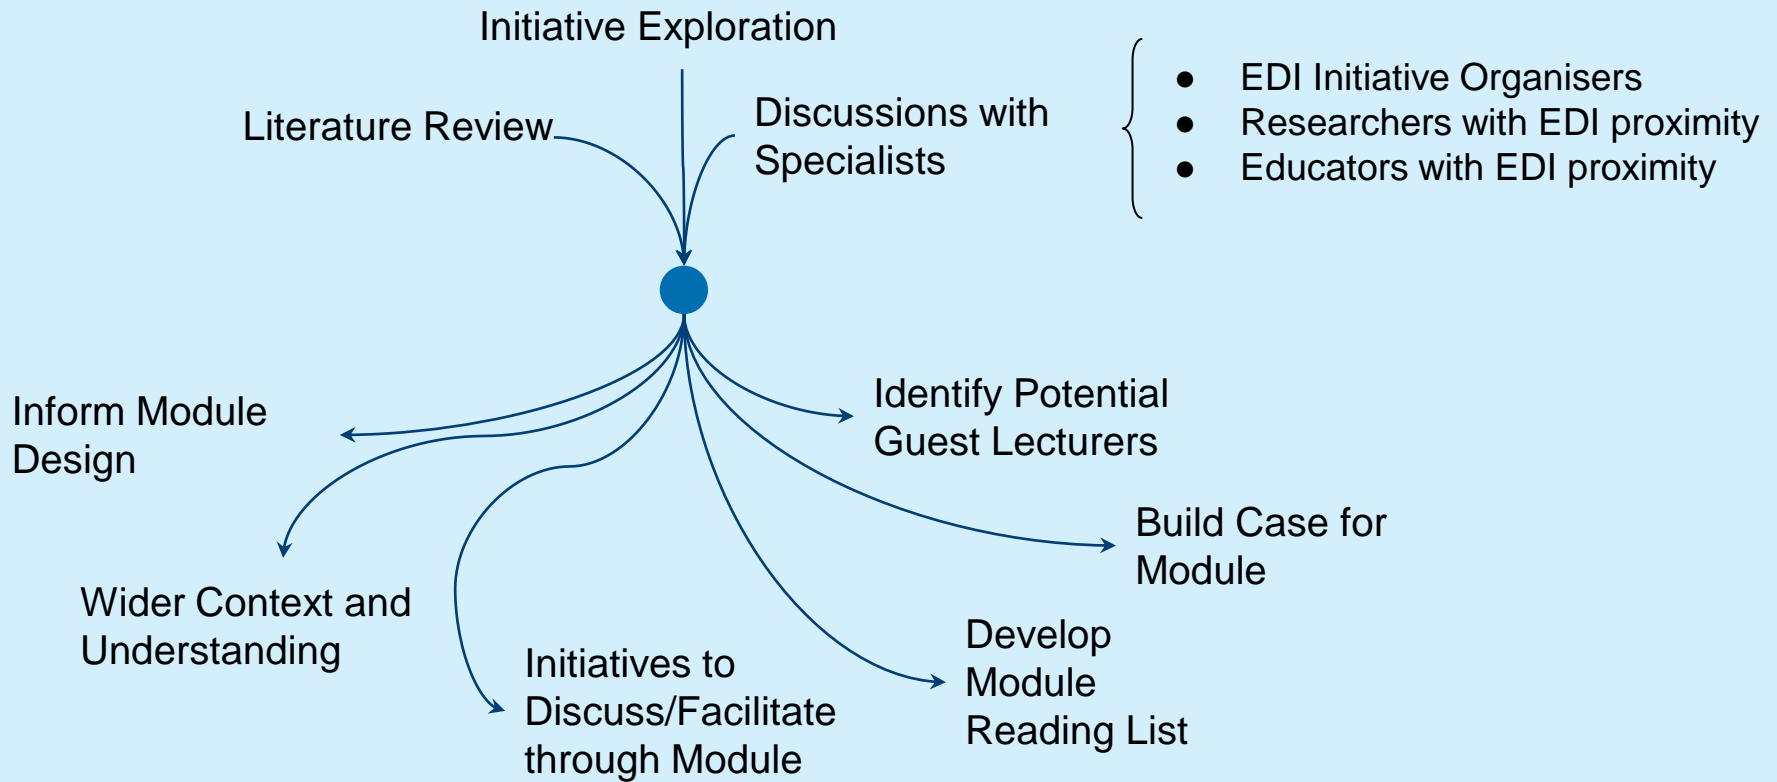 Initiative Exploration
Literature Review
Discussions with
Specialists
● EDI Initiative Organisers
● Researchers with EDI proximity
● Educators with EDI proximity
Inform Module
Design
Identify Potential
Guest Lecturers
Build Case for
Module
Wider Context and
Understanding
Initiatives to
Discuss/Facilitate
through Module
Develop
Module
Reading List